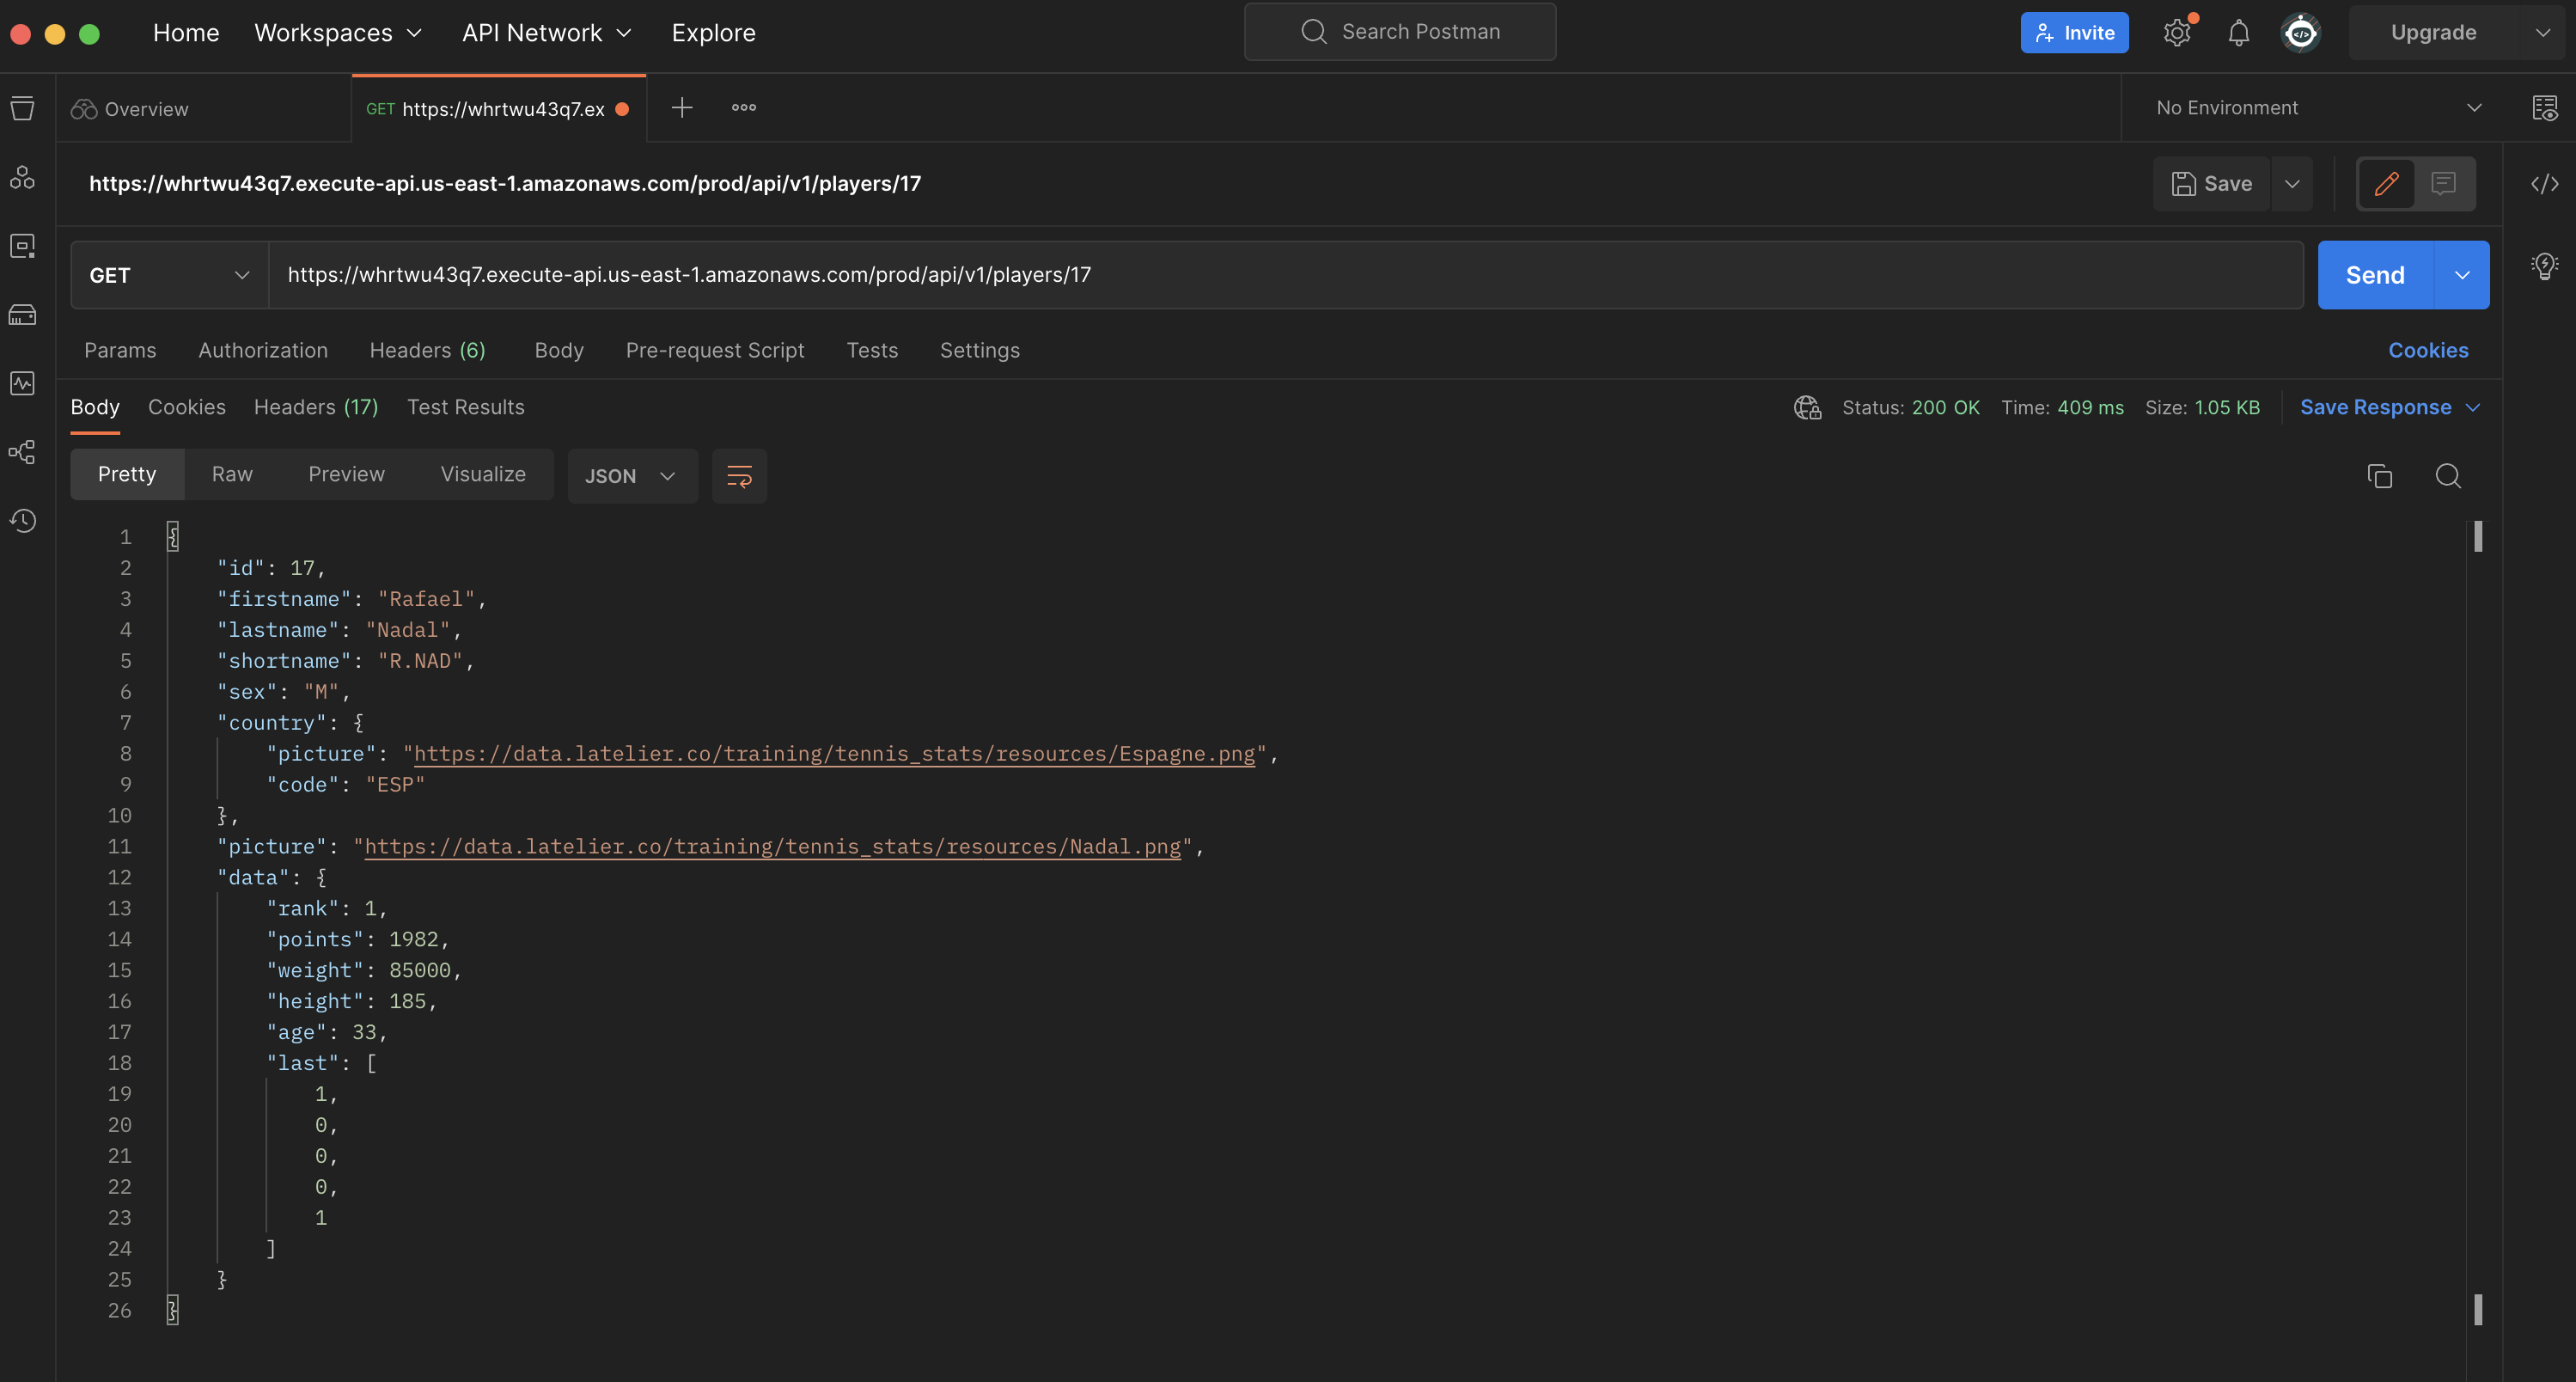 Home Workspaces API Network Explore Search Postman Invite Upgrade
Overview GET https://whrtwu43q7.ex No Environment
https://whrtwu43q7.execute-api.us-east-1.amazonaws.com/prod/api/v1/players/17 Save
GET https://whrtwu43q7.execute-api.us-east-1.amazonaws.com/prod/api/v1/players/17 Send
Params Authorization Headers (6) Body Pre-request Script Tests Settings Cookies
Body Cookies Headers (17) Test Results Status: 200 OK Time: 409 ms Size: 1.05 KB Save Response
Pretty Raw Preview Visualize JSON
1 {
2 "id": 17,
3 "firstname": "Rafael",
4 "lastname": "Nadal",
5 "shortname": "R.NAD",
6 "sex": "M",
7 "country": {
8 "picture": "https://data.latelier.co/training/tennis_stats/resources/Espagne.png",
9 "code": "ESP"
10 },
11 "picture": "https://data.latelier.co/training/tennis_stats/resources/Nadal.png",
12 "data": {
13 "rank": 1,
14 "points": 1982,
15 "weight": 85000,
16 "height": 185,
17 "age": 33,
18 "last": [
19 1,
20 0,
21 0,
22 0,
23 1
24 ]
25 }
26 }